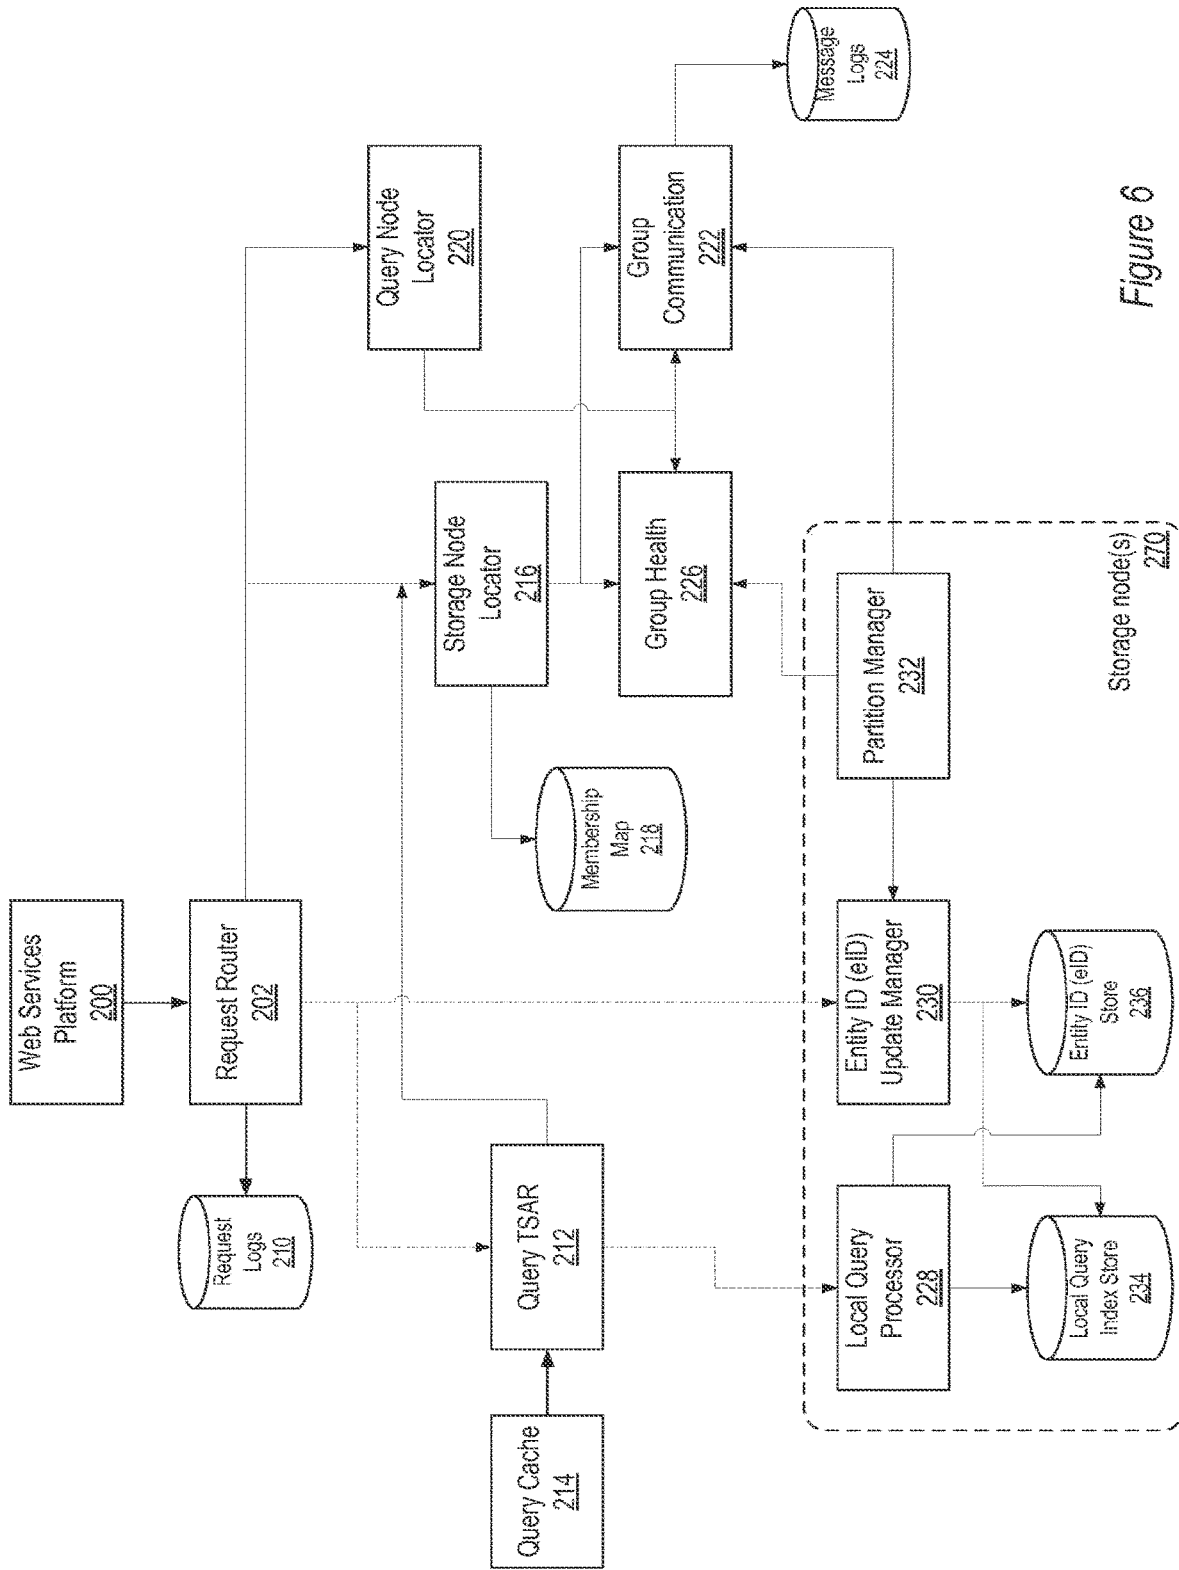 Web Services
Platform
200
Request Router
202
Request
Logs
210
Query Node
Locator
220
Storage Node
Locator
216
Membership
Map
218
Query TSAR
212
Query Cache
214
Group Health
226
Group
Communication
222
Message
Logs
224
Partition Manager
232
Entity ID (eID)
Update Manager
230
Local Query
Processor
228
Entity ID (eID)
Store
236
Local Query
Index Store
234
Storage node(s)
270
Figure 6